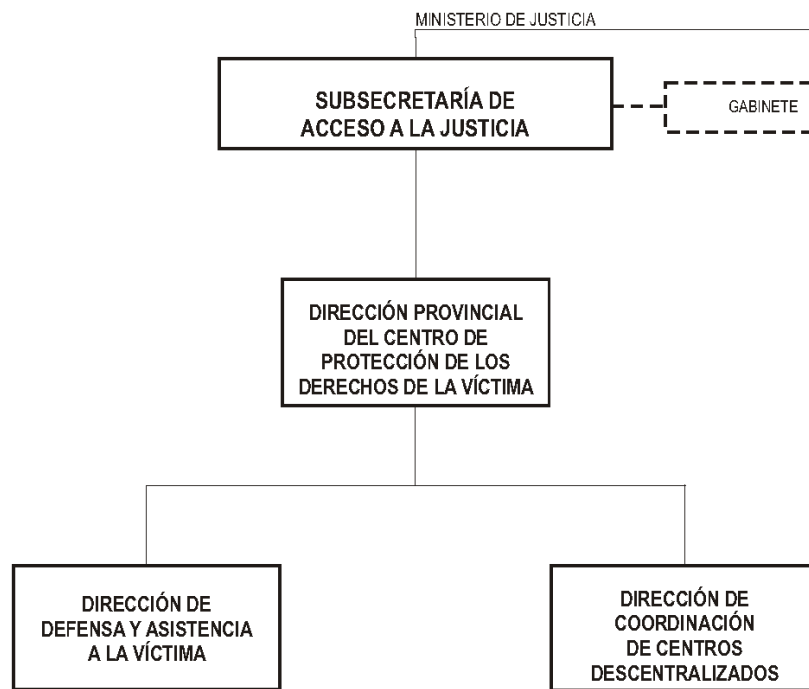 MINISTERIO DE JUSTICIA
SUBSECRETARÍA DE
ACCESO A LA JUSTICIA
GABINETE
DIRECCIÓN PROVINCIAL
DEL CENTRO DE
PROTECCIÓN DE LOS
DERECHOS DE LA VÍCTIMA
DIRECCIÓN DE
DEFENSA Y ASISTENCIA
A LA VÍCTIMA
DIRECCIÓN DE
COORDINACIÓN
DE CENTROS
DESCENTRALIZADOS